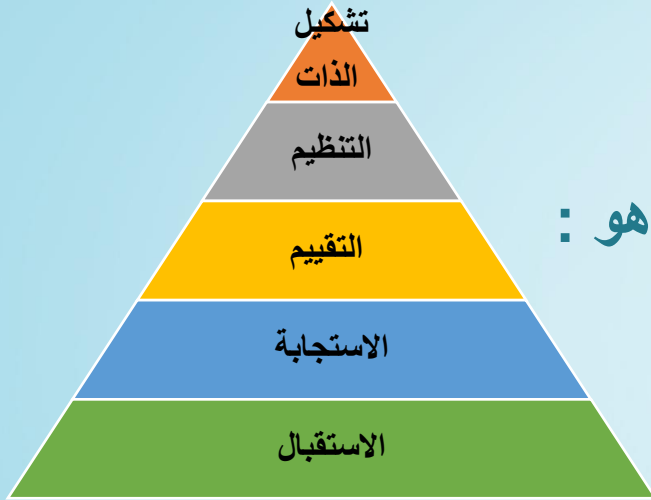 تشكيل
الذات
التنظيم
هو :
التقييم
الاستجابة
الاستقبال